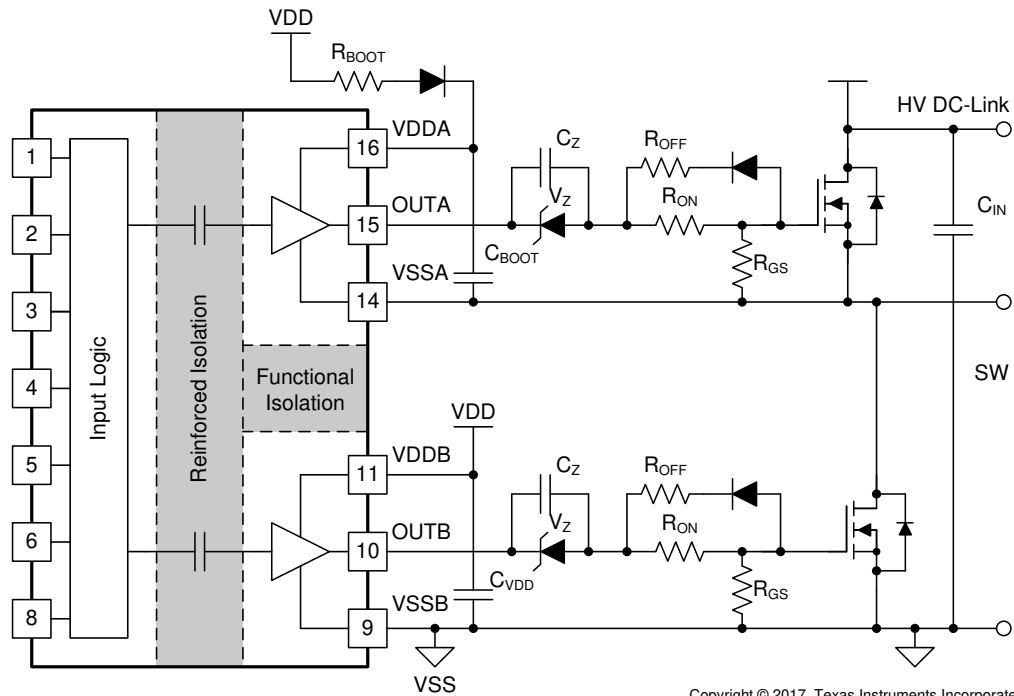 VDD
RBOOT
HV DC-Link
1
2
3
4
5
6
8
Input Logic
Reinforced Isolation
Functional
Isolation
16
VDDA
15
OUTA
CBOOT
14
VSSA
CZ
VZ
ROFF
RON
RGS
CIN
SW
VDD
11
VDDB
10
OUTB
CVDD
9
VSSB
CZ
VZ
ROFF
RON
RGS
VSS
Copyright © 2017, Texas Instruments Incorporate